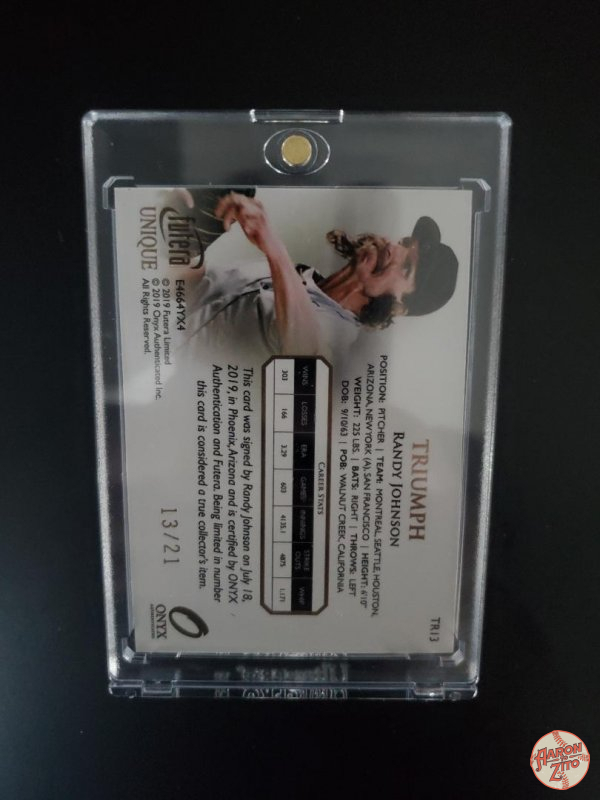 TR13
TRIUMPH
RANDY JOHNSON
POSITION: PITCHER | TEAM: MONTREAL, SEATTLE, HOUSTON,
ARIZONA, NEW YORK (A), SAN FRANCISCO | HEIGHT: 6'10"
WEIGHT: 225 LBS. | BATS: RIGHT | THROWS: LEFT
DOB: 9/10/63 | POB: WALNUT CREEK, CALIFORNIA
CAREER STATS
WINS LOSSES ERA GAMES INNINGS STRIKE OUTS WHIP
303 166 3.29 603 4135.1 4875 1.171
This card was signed by Randy Johnson on July 18,
2019, in Phoenix, Arizona and is certified by ONYX
Authentication and Futera. Being limited in number
this card is considered a true collector's item.
13/21
futera
UNIQUE
E4664YX4
© 2019 Futera Limited
© 2019 Onyx Authenticated Inc.
All Rights Reserved.
ONYX
AUTHENTICATED
AARON
ZITO